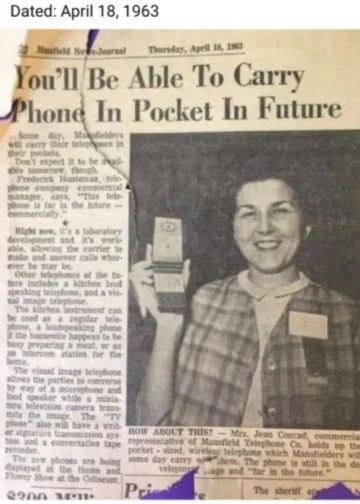 Dated: April 18, 1963
20 Mansfield News-Journal Thursday, April 18, 1963
You'll Be Able To Carry
Phone In Pocket In Future
Some day, Mansfielders
will carry their telephones in
their pockets.
Don't expect it to be avail-
able tomorrow, though.
Frederick Huntsman, tele-
phone company commercial
manager, says, "This tele-
phone is far in the future —
commercially."
★
Right now, it's a laboratory
development and it's work-
able, allowing the carrier to
make and answer calls wher-
ever he may be.
Other telephones of the fu-
ture includes a kitchen loud
speaking telephone, and a vis-
ual image telephone.
The kitchen instrument can
be used as a regular tele-
phone, a loudspeaking phone
if the housewife happens to be
busy preparing a meal, or as
an intercom station for the
home.
The visual image telephone
allows the parties to converse
by way of a microphone and
loud speaker while a minia-
ture television camera trans-
mits the image. The "TV
phone" also will have a writ-
er signature transmission sys-
tem and a conversation tape
recorder.
The new phones are being
displayed at the Home and
Flower Show at the Coliseum.
HOW ABOUT THIS? — Mrs. Jean Conrad, commercial
representative of Mansfield Telephone Co. holds up the
pocket - sized, wireless telephone which Mansfielders will
some day carry with them. The phone is still in the de
velopment stage and "far in the future."
The sheriff